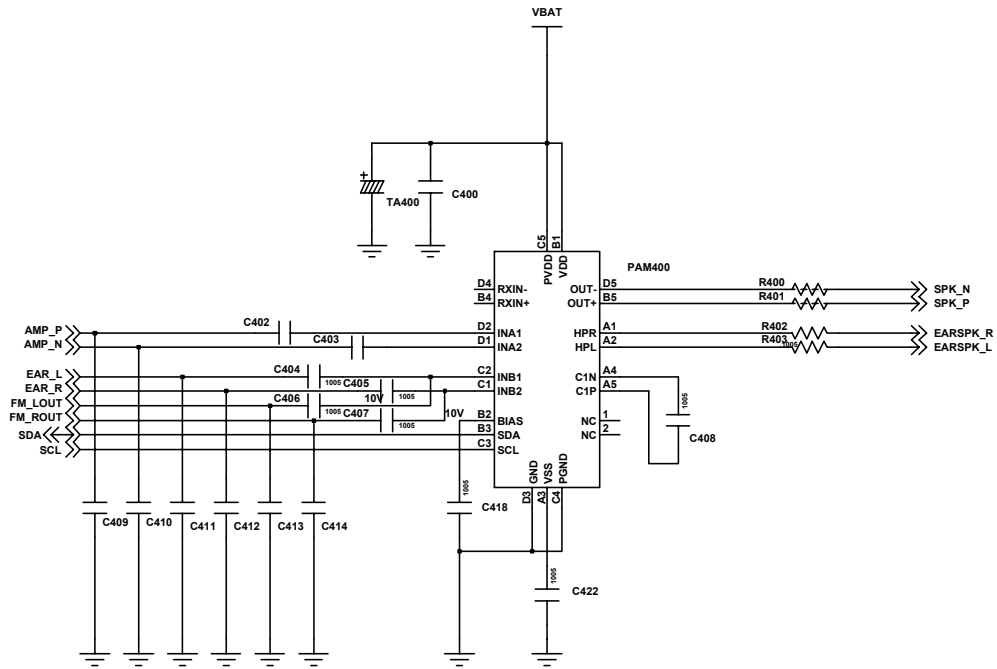 VBAT
TA400
C400
C5
B1
PVDD
VDD
PAM400
D4
RXIN-
B4
RXIN+
D2
INA1
D1
INA2
C2
INB1
C1
INB2
B2
BIAS
B3
SDA
C3
SCL
OUT-
D5
OUT+
B5
HPR
A1
HPL
A2
C1N
A4
C1P
A5
NC
1
NC
2
GND
VSS
PGND
D3
A3
C4
R400
SPK_N
R401
SPK_P
R402
EARSPK_R
R403
1005
EARSPK_L
1005
C408
AMP_P
C402
AMP_N
C403
EAR_L
C404
1005
C405
EAR_R
1005
10V
FM_LOUT
C406
1005
C407
10V
FM_ROUT
1005
SDA
SCL
C409
C410
C411
C412
C413
C414
1005
C418
1005
C422